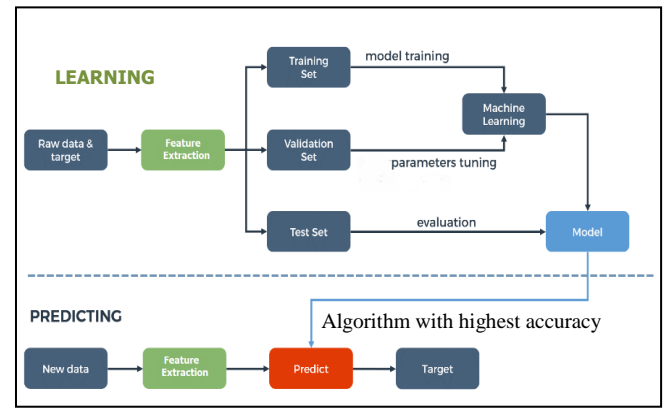 LEARNING
Training
Set
model training
Machine
Learning
Raw data &
target
Feature
Extraction
Validation
Set
parameters tuning
Test Set
evaluation
Model
PREDICTING
Algorithm with highest accuracy
New data
Feature
Extraction
Predict
Target